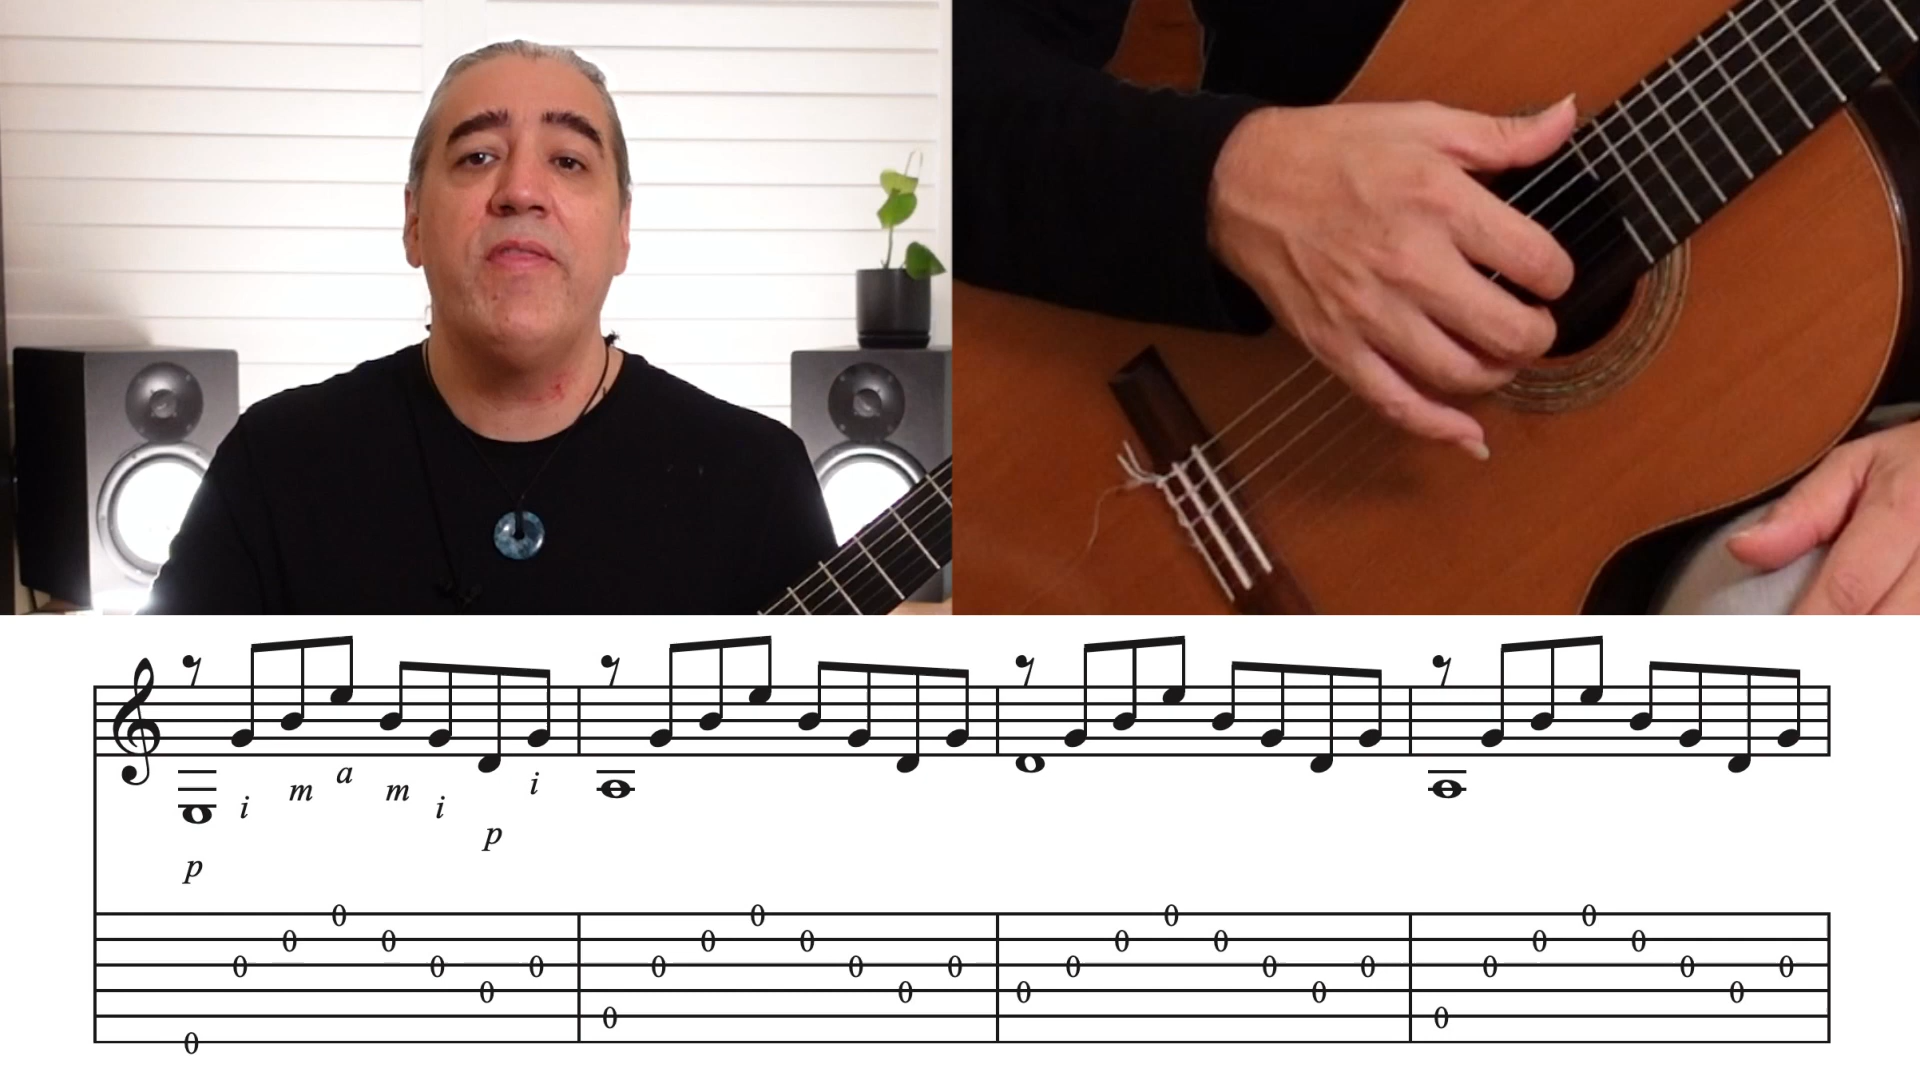 i m a m i p i
p
0 0 0 0
0 0 0 0 0 0 0 0
0 0 0 0 0 0 0 0 0 0 0 0
0 0 0 0 0
0 0
0